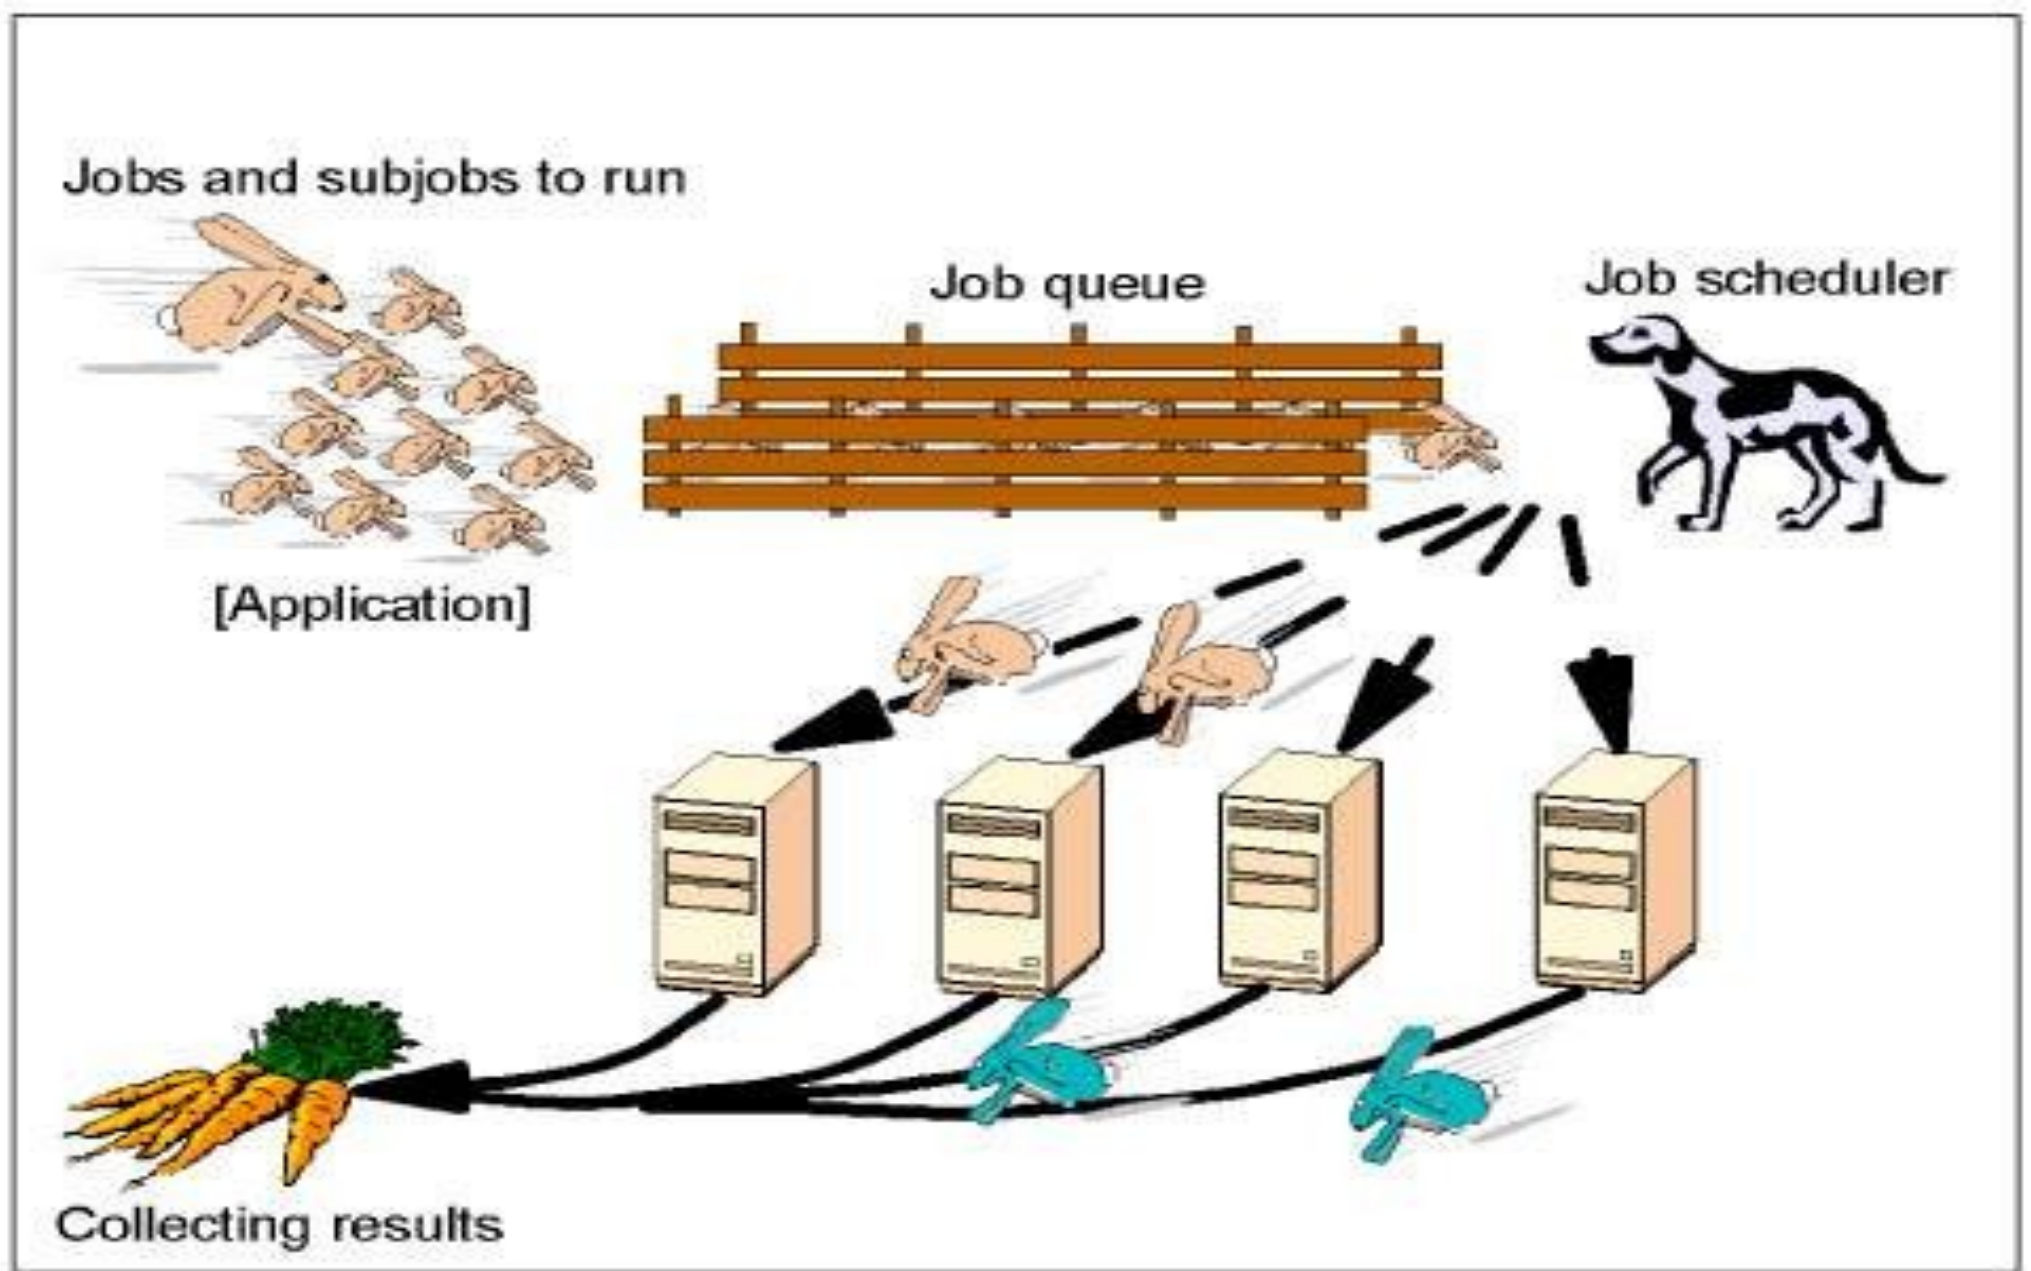 Jobs and subjobs to run
Job queue
Job scheduler
[Application]
Collecting results